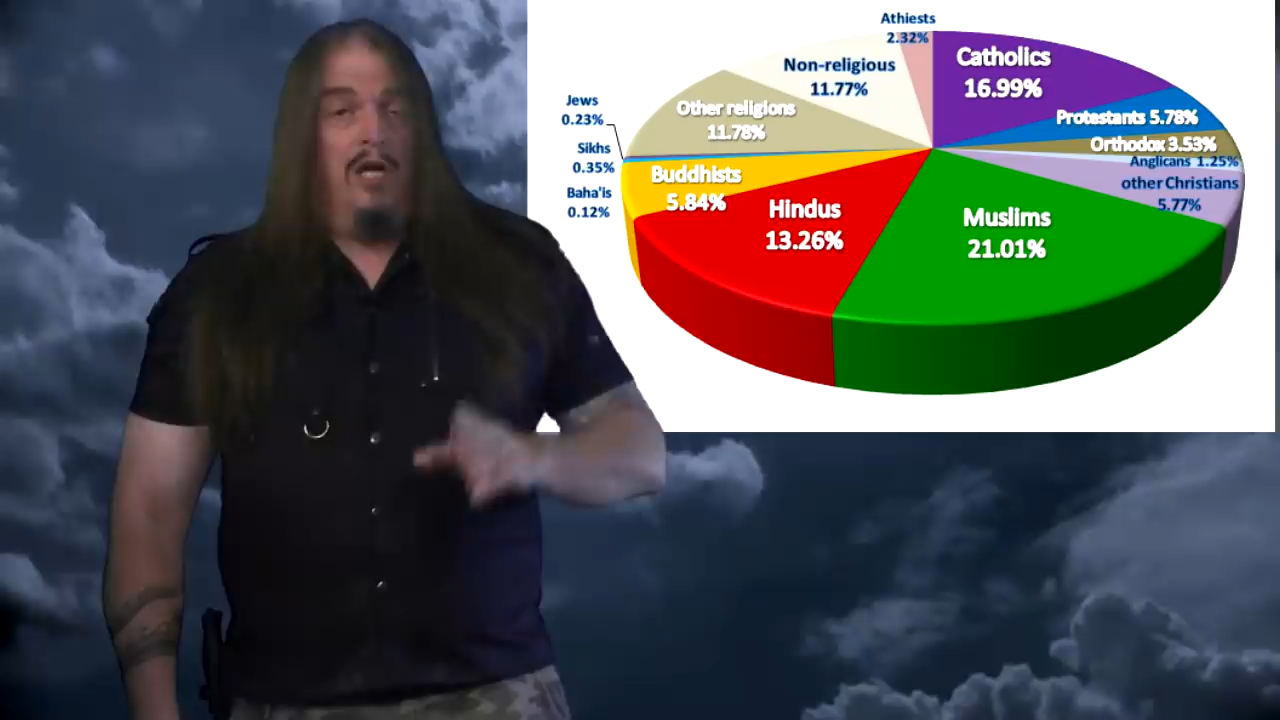 Athiests
2.32%
Catholics
16.99%
Non-religious
11.77%
Jews
0.23%
Other religions
11.78%
Protestants 5.78%
Orthodox 3.53%
Sikhs
0.35%
Anglicans 1.25%
Buddhists
5.84%
other Christians
5.77%
Baha'is
0.12%
Hindus
13.26%
Muslims
21.01%